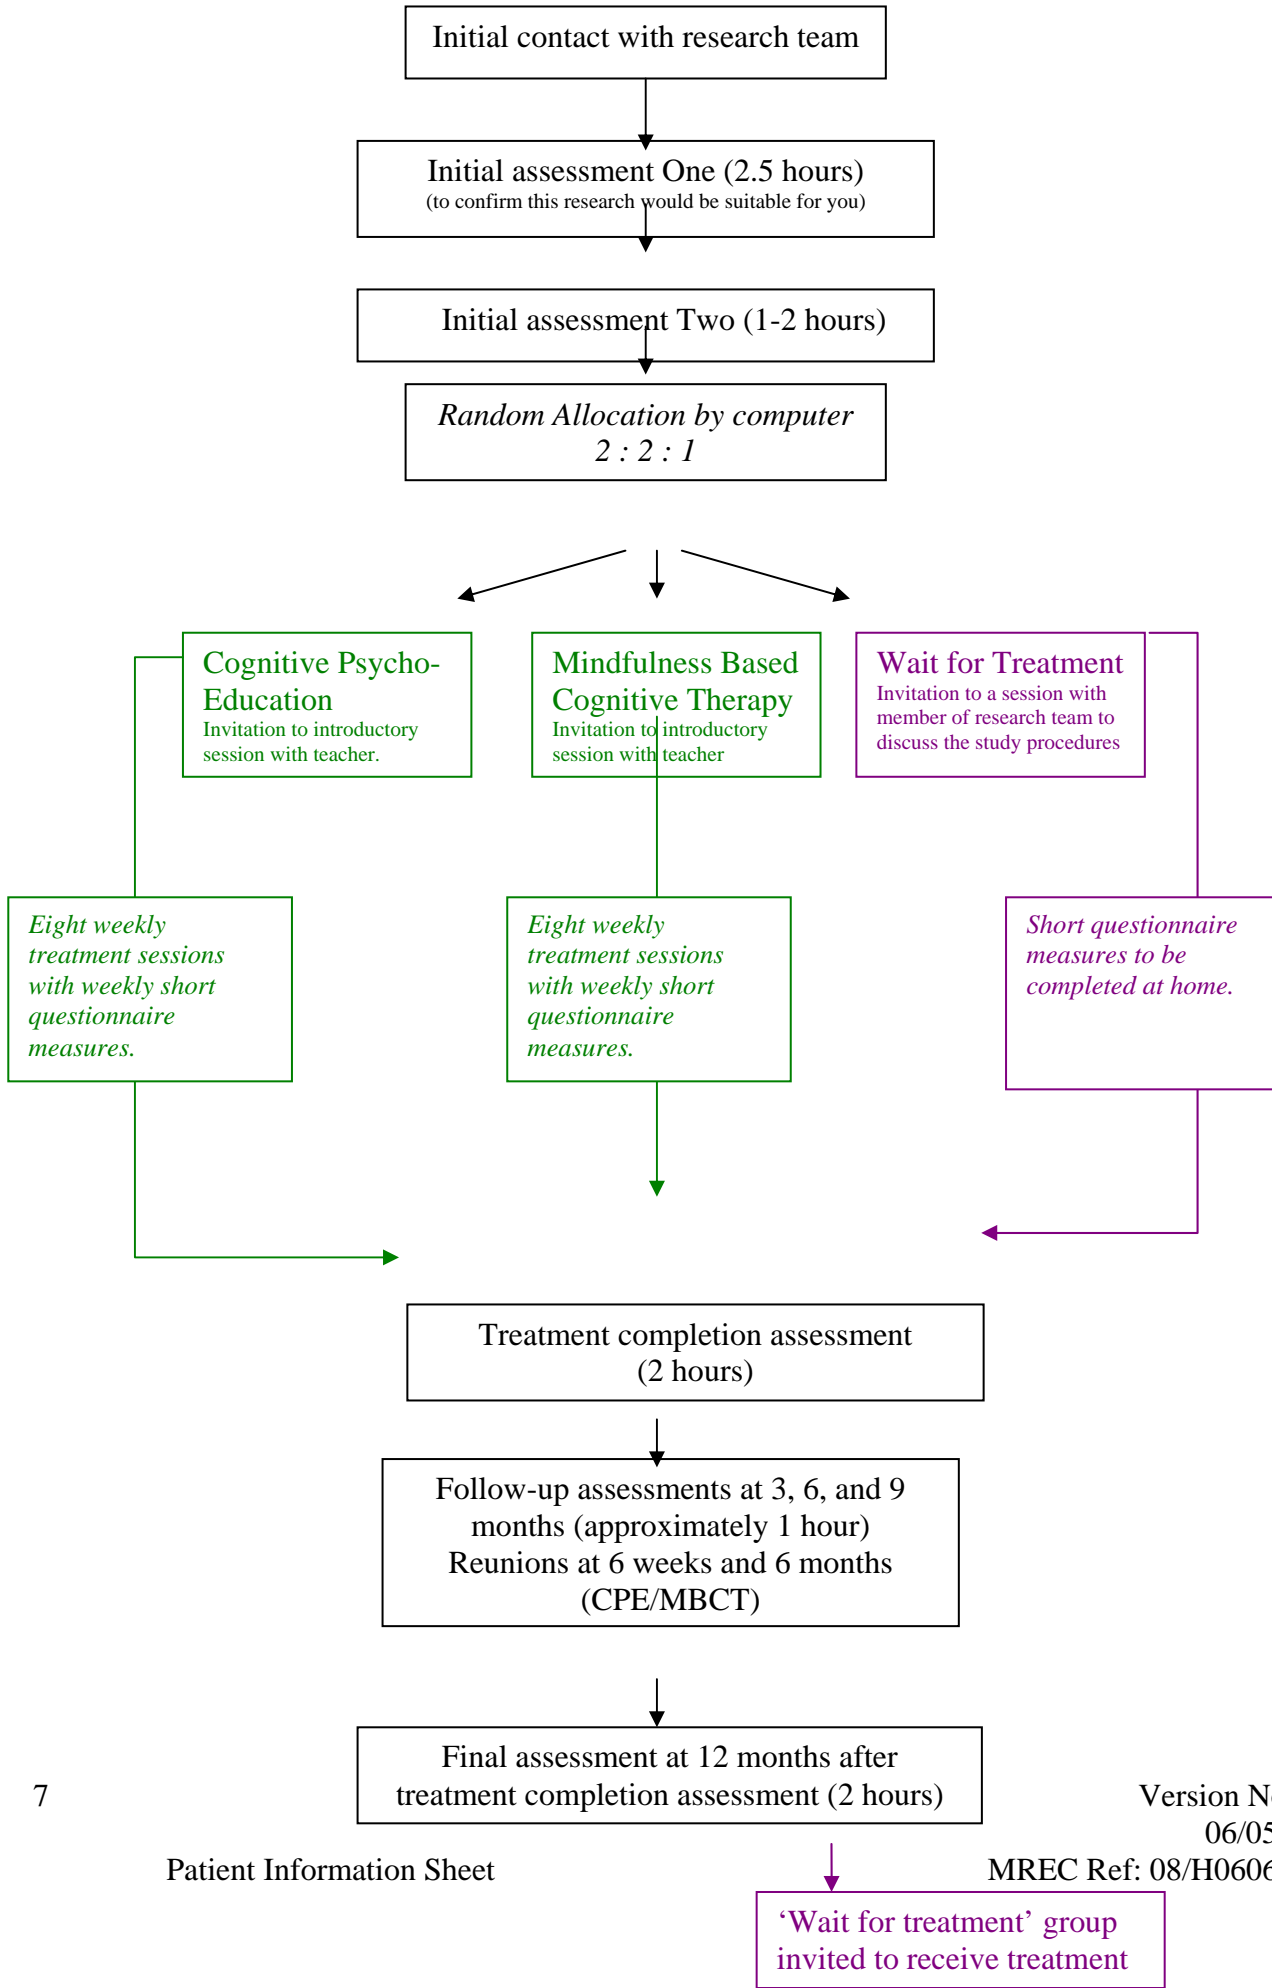 Initial contact with research team
Initial assessment One (2.5 hours)
(to confirm this research would be suitable for you)
Initial assessment Two (1-2 hours)
Random Allocation by computer
2 : 2 : 1
Cognitive Psycho-
Education
Invitation to introductory
session with teacher.
Mindfulness Based
Cognitive Therapy
Invitation to introductory
session with teacher
Wait for Treatment
Invitation to a session with
member of research team to
discuss the study procedures
Eight weekly
treatment sessions
with weekly short
questionnaire
measures.
Eight weekly
treatment sessions
with weekly short
questionnaire
measures.
Short questionnaire
measures to be
completed at home.
Treatment completion assessment
(2 hours)
Follow-up assessments at 3, 6, and 9
months (approximately 1 hour)
Reunions at 6 weeks and 6 months
(CPE/MBCT)
Final assessment at 12 months after
treatment completion assessment (2 hours)
7
Version
06/05
Patient Information Sheet
MREC Ref: 08/H0606
‘Wait for treatment’ group
invited to receive treatment